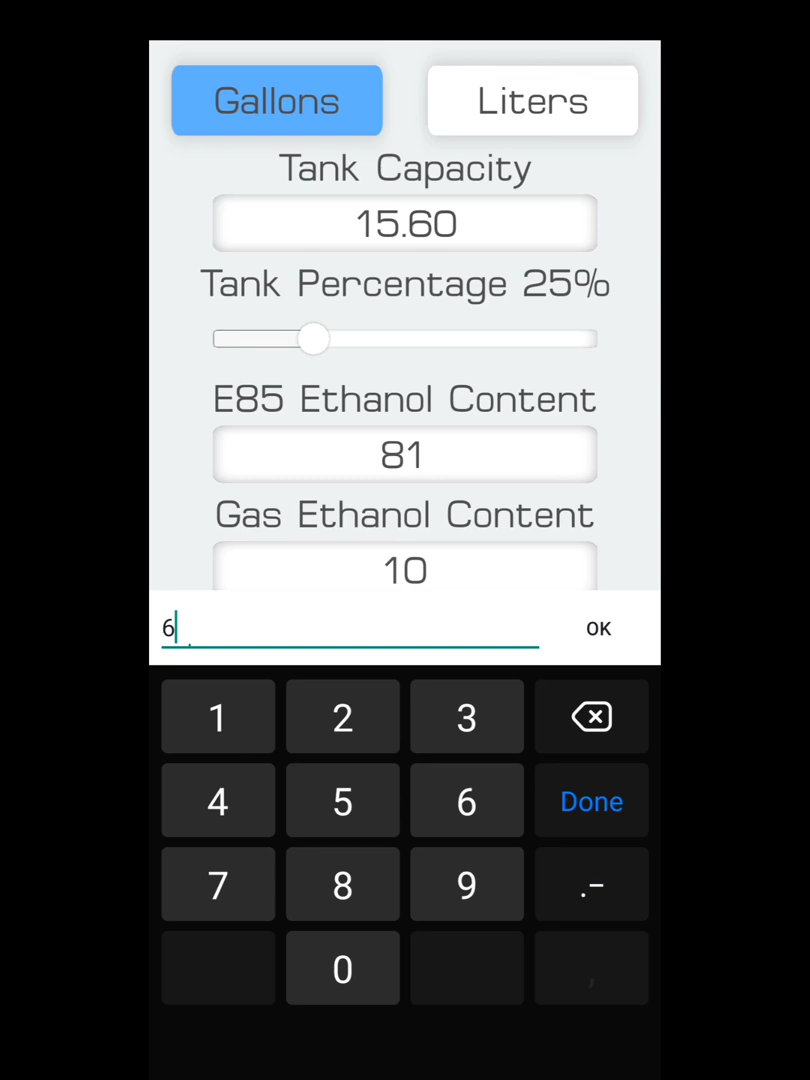 Gallons Liters
Tank Capacity
15.60
Tank Percentage 25%
E85 Ethanol Content
81
Gas Ethanol Content
10
6 OK
1 2 3
4 5 6 Done
7 8 9 .-
0 ,